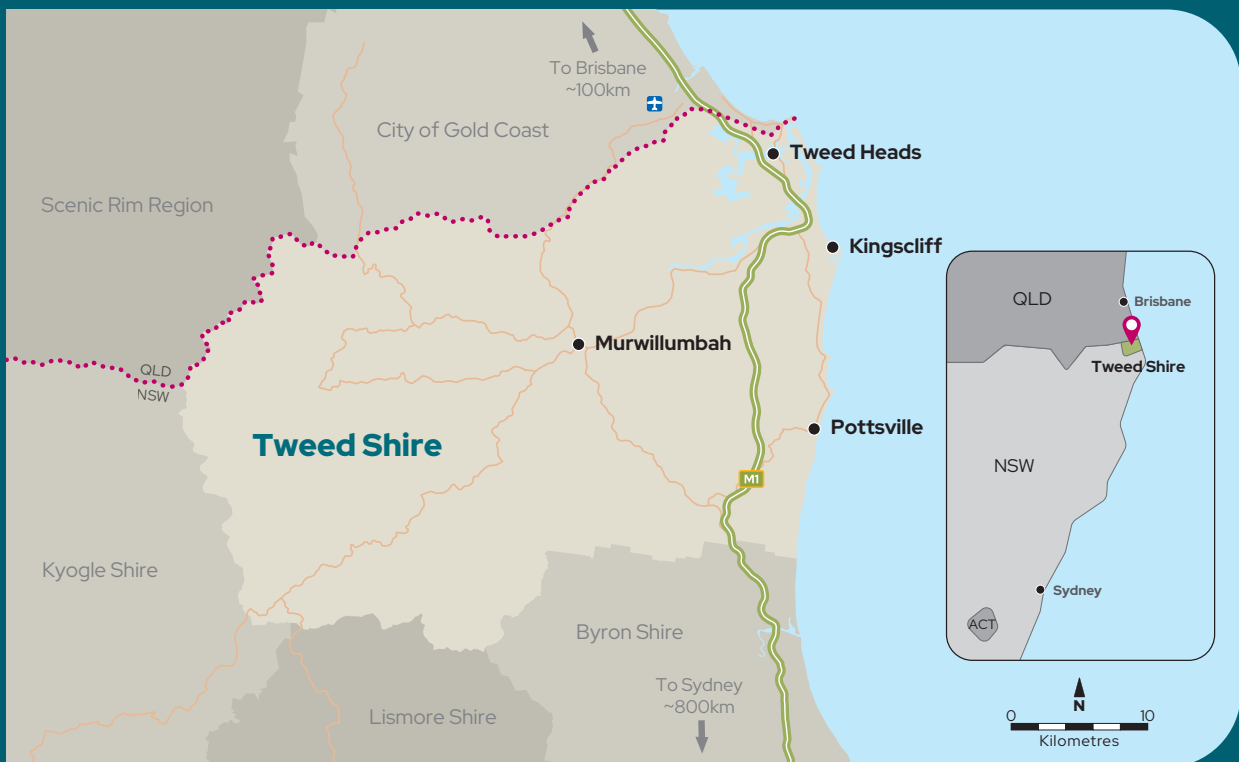 To Brisbane
~100km
City of Gold Coast
Tweed Heads
Scenic Rim Region
Kingscliff
QLD
Brisbane
Murwillumbah
Tweed Shire
QLD
NSW
Pottsville
Tweed Shire
NSW
M1
Kyogle Shire
Sydney
ACT
Byron Shire
To Sydney
~800km
Lismore Shire
N
0 10
Kilometres